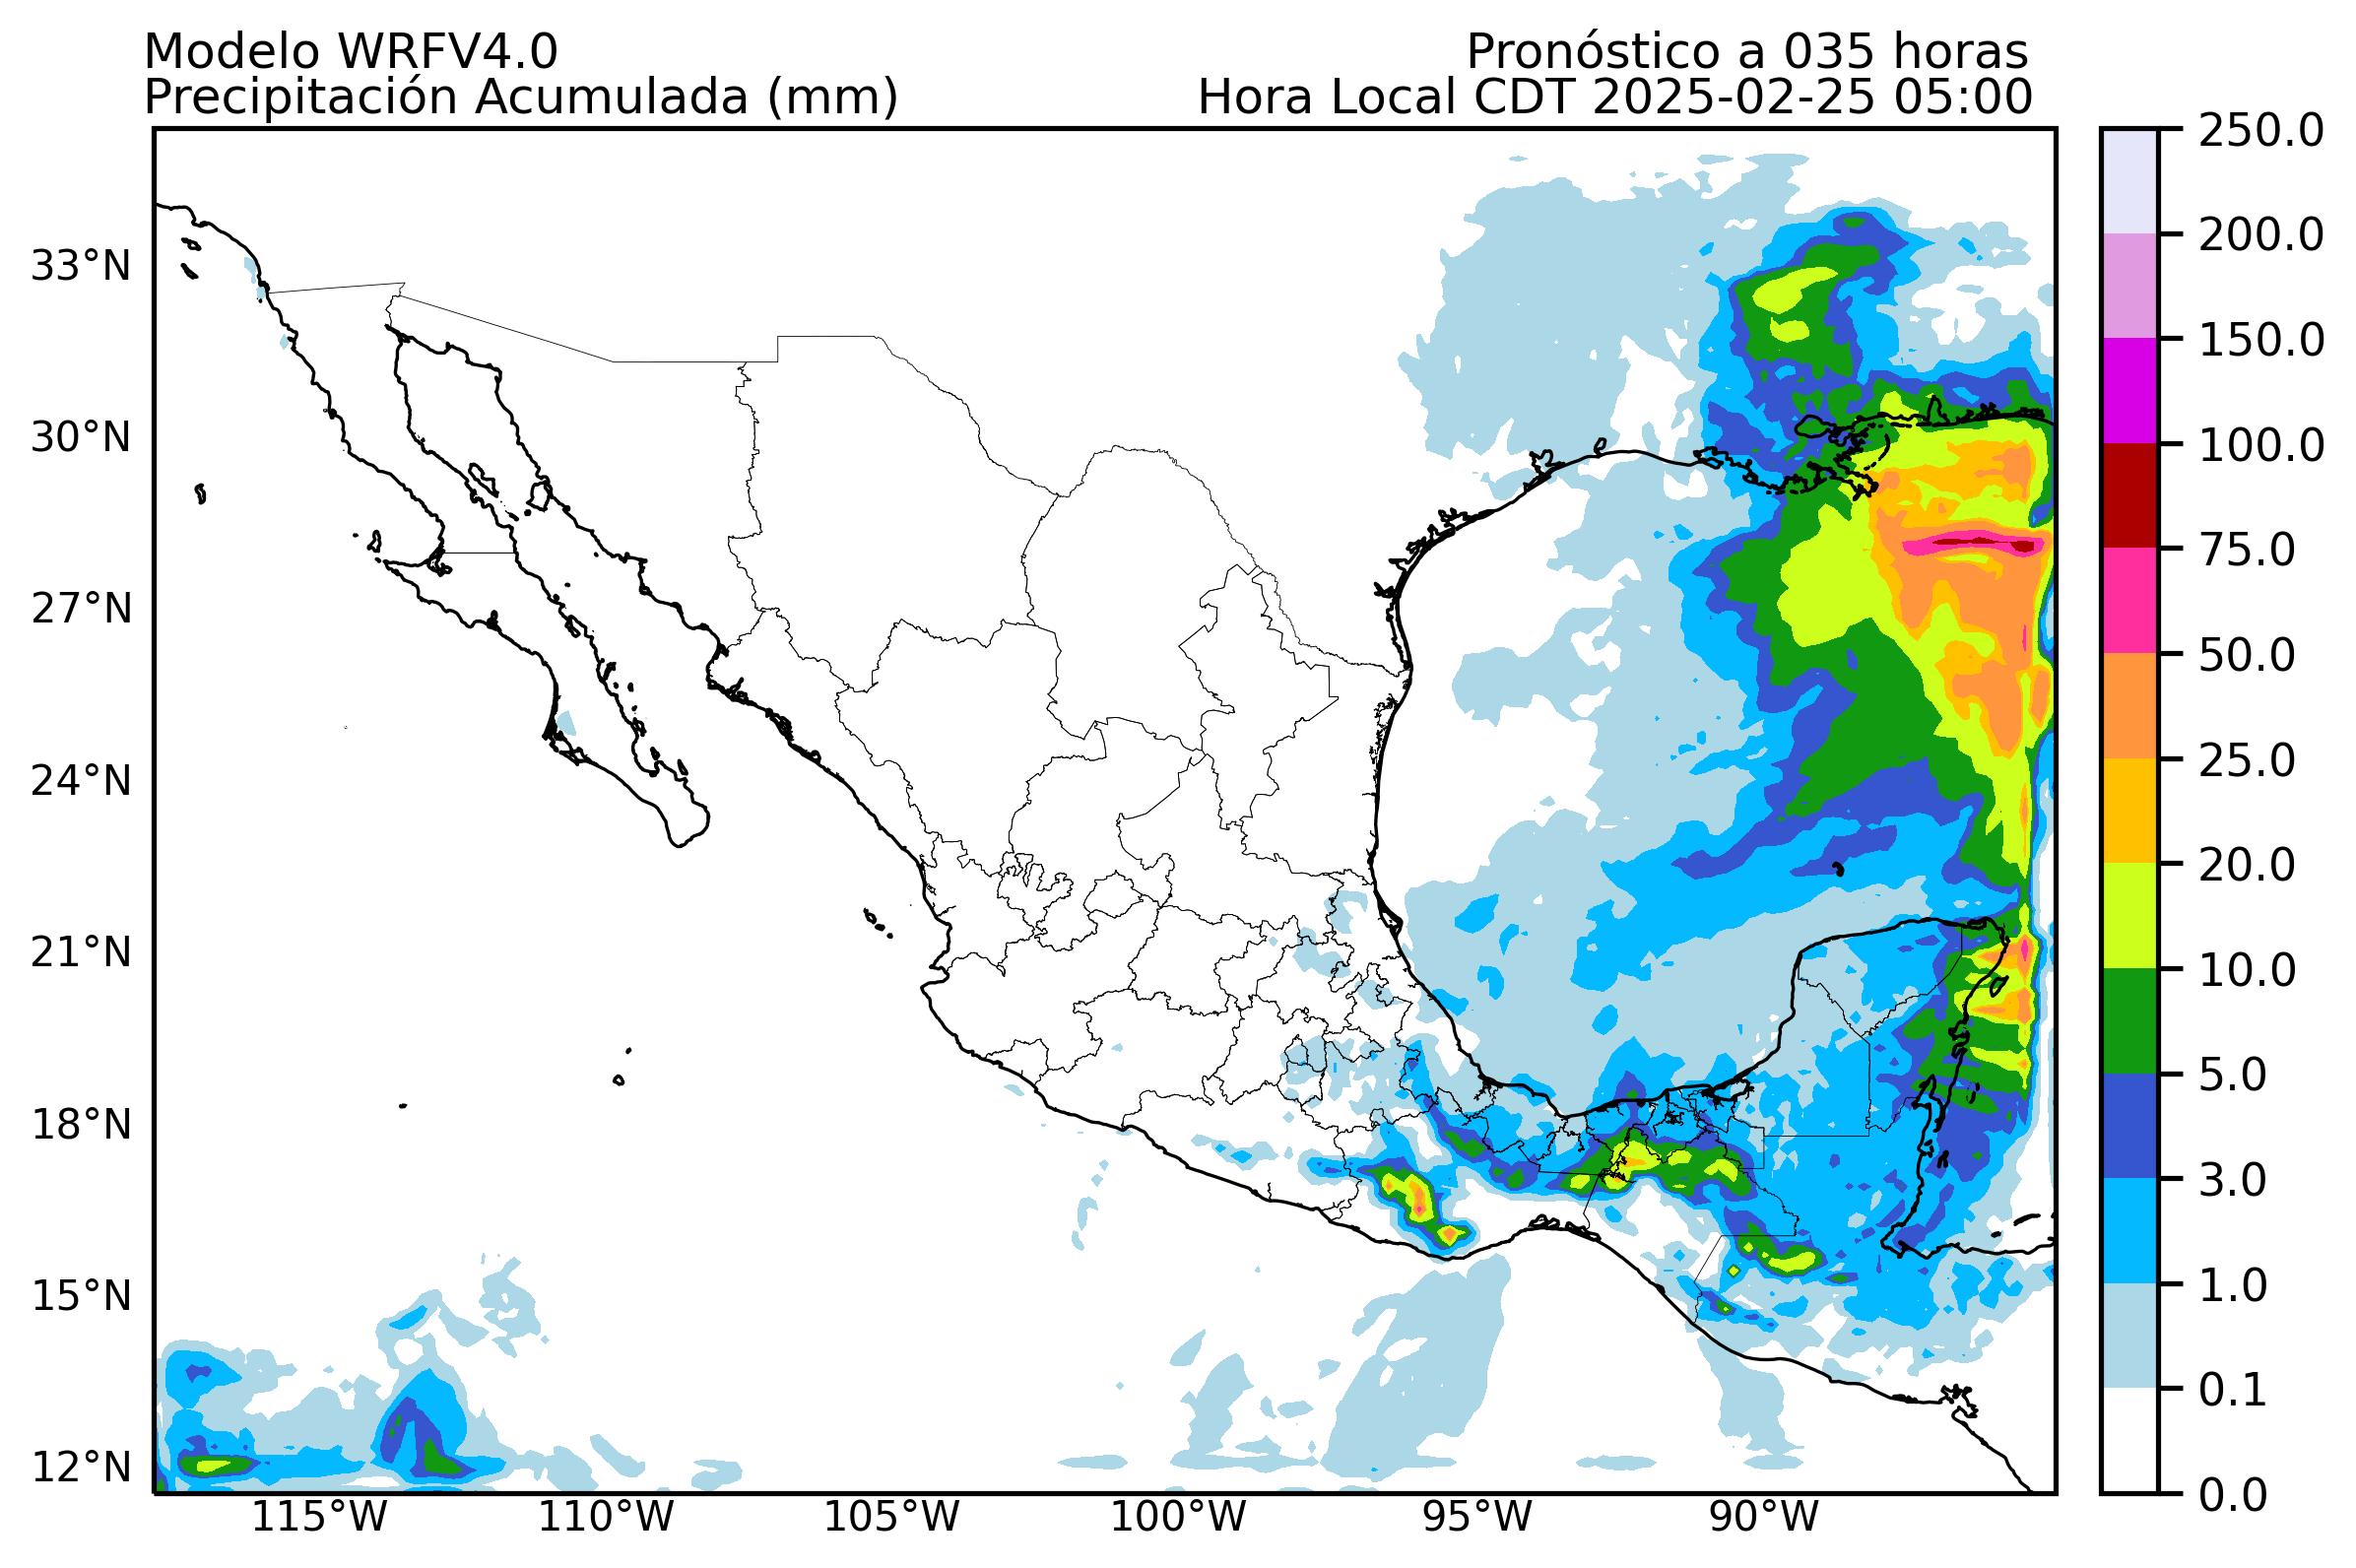 Modelo WRFV4.0
Pronóstico a 035 horas
Precipitación Acumulada (mm)
Hora Local CDT 2025-02-25 05:00
33°N
30°N
27°N
24°N
21°N
18°N
15°N
12°N
115°W
110°W
105°W
100°W
95°W
90°W
250.0
200.0
150.0
100.0
75.0
50.0
25.0
20.0
10.0
5.0
3.0
1.0
0.1
0.0